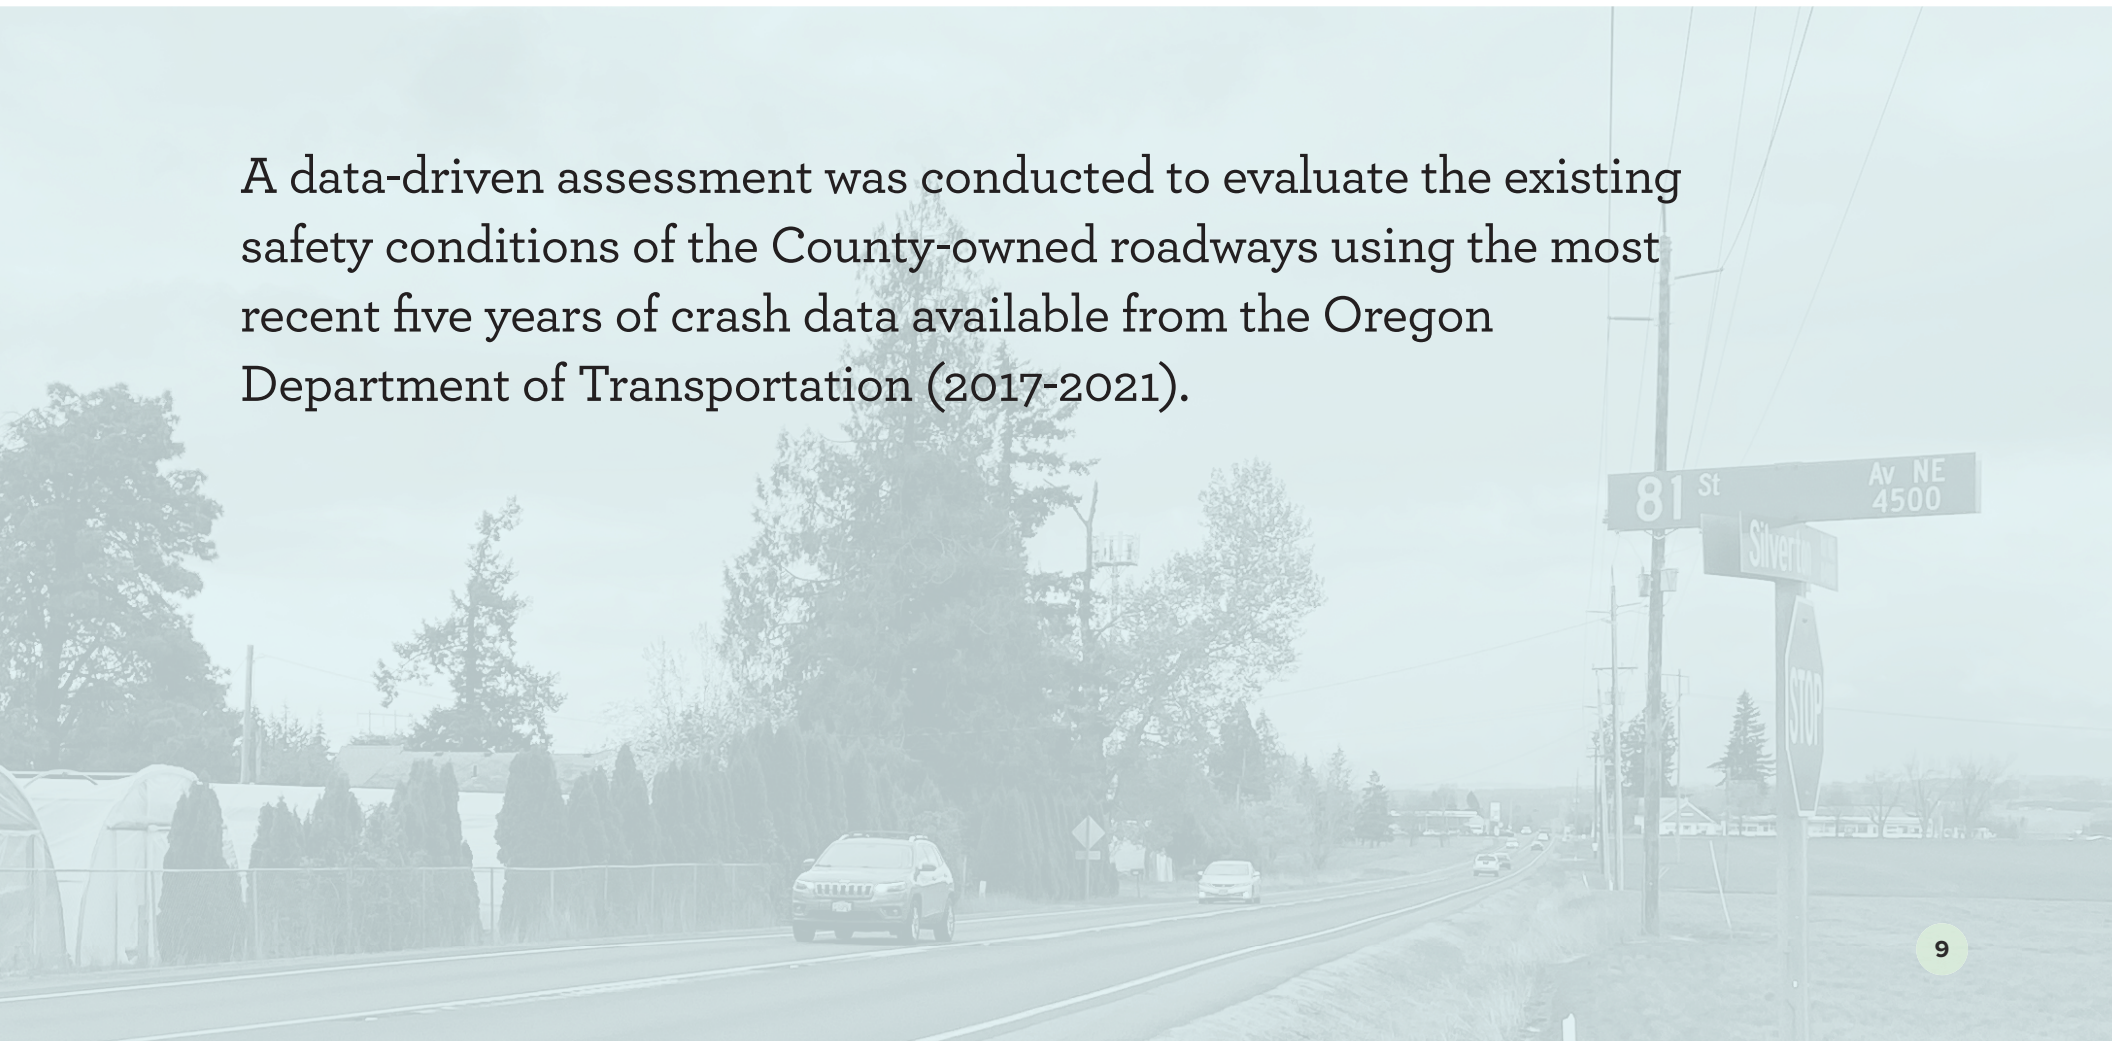 A data-driven assessment was conducted to evaluate the existing
safety conditions of the County-owned roadways using the most
recent five years of crash data available from the Oregon
Department of Transportation (2017-2021).
81 St Av NE
4500
STOP
9